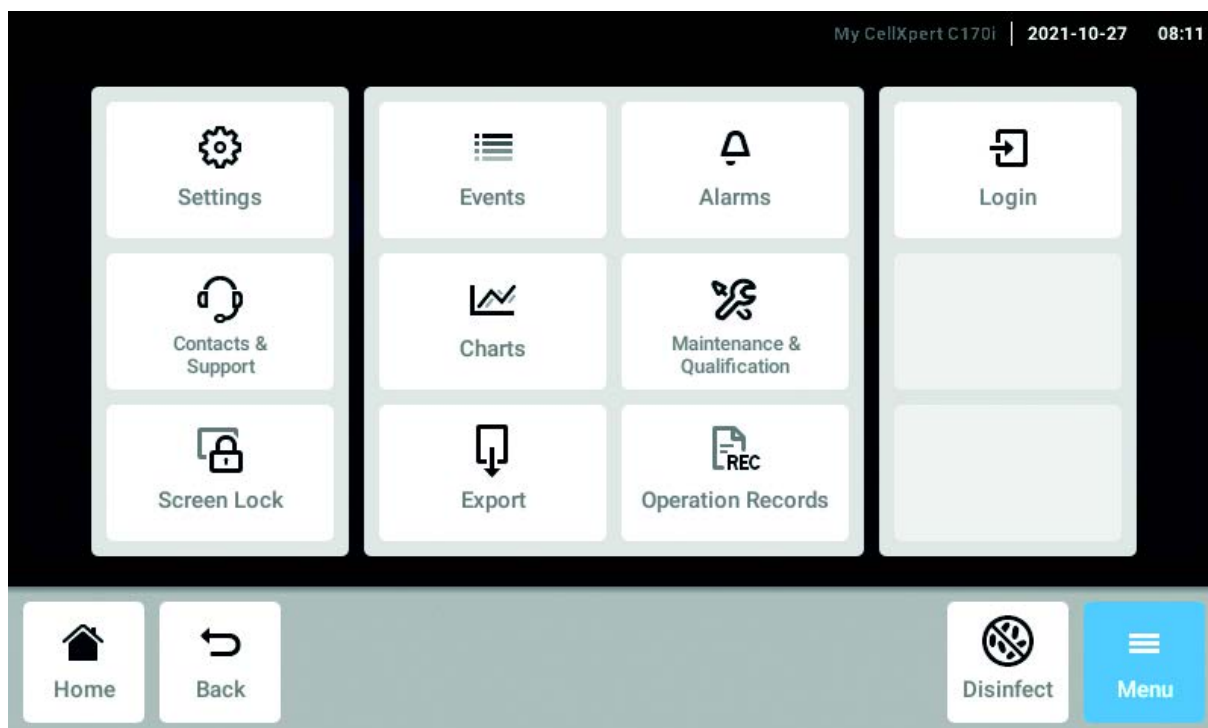 My CellXpert C170i | 2021-10-27 08:11
Settings
Events
Alarms
Login
Contacts &
Support
Charts
Maintenance &
Qualification
Screen Lock
Export
REC
Operation Records
Home
Back
Disinfect
Menu